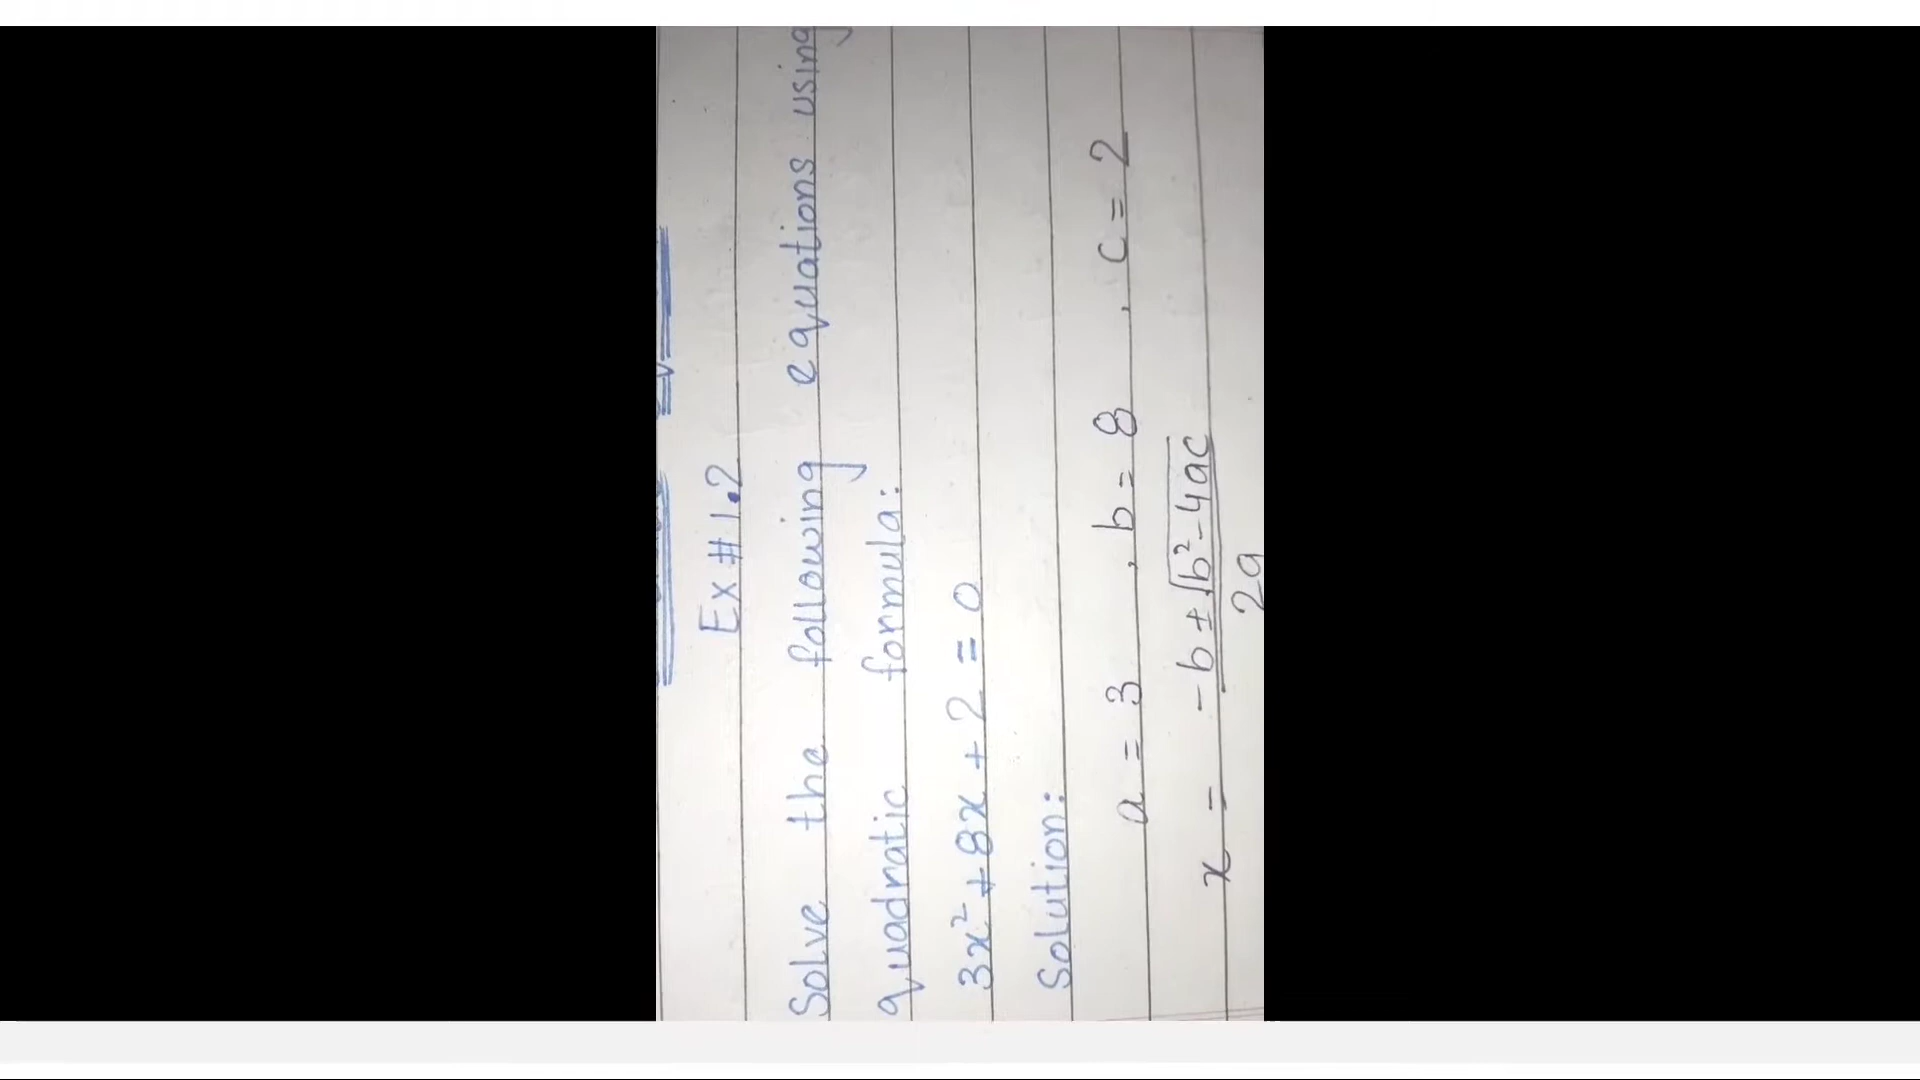 Ex # 1.2
Solve the following equations using
quadratic formula:
3x² + 8x + 2 = 0
Solution:
a = 3 , b = 8 , c = 2
x = -b ± √b² - 4ac
2a